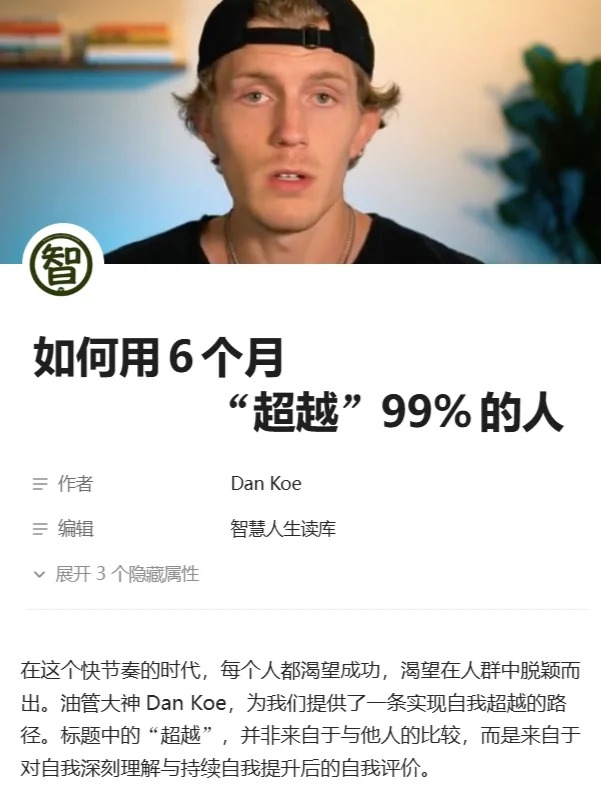 智
如何用6个月
“超越”99%的人
作者 Dan Koe
编辑 智慧人生读库
展开 3 个隐藏属性
在这个快节奏的时代，每个人都渴望成功，渴望在人群中脱颖而
出。油管大神 Dan Koe，为我们提供了一条实现自我超越的路
径。标题中的“超越”，并非来自于与他人的比较，而是来自于
对自我深刻理解与持续自我提升后的自我评价。